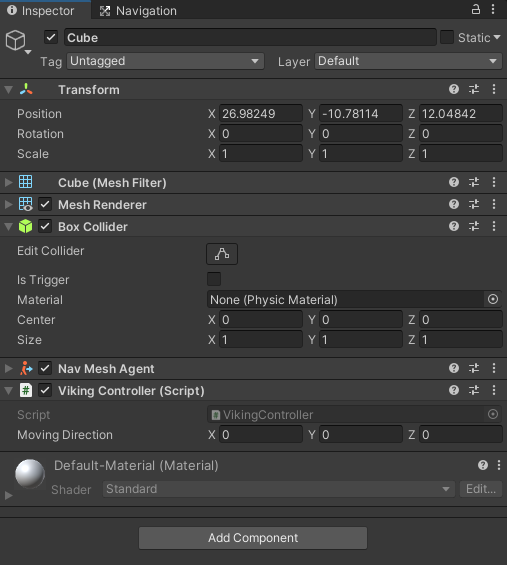 Inspector Navigation
Cube Static
Tag Untagged Layer Default
Transform
Position X 26.98249 Y -10.78114 Z 12.04842
Rotation X 0 Y 0 Z 0
Scale X 1 Y 1 Z 1
Cube (Mesh Filter)
Mesh Renderer
Box Collider
Edit Collider
Is Trigger
Material None (Physic Material)
Center X 0 Y 0 Z 0
Size X 1 Y 1 Z 1
Nav Mesh Agent
Viking Controller (Script)
Script VikingController
Moving Direction X 0 Y 0 Z 0
Default-Material (Material)
Shader Standard Edit...
Add Component